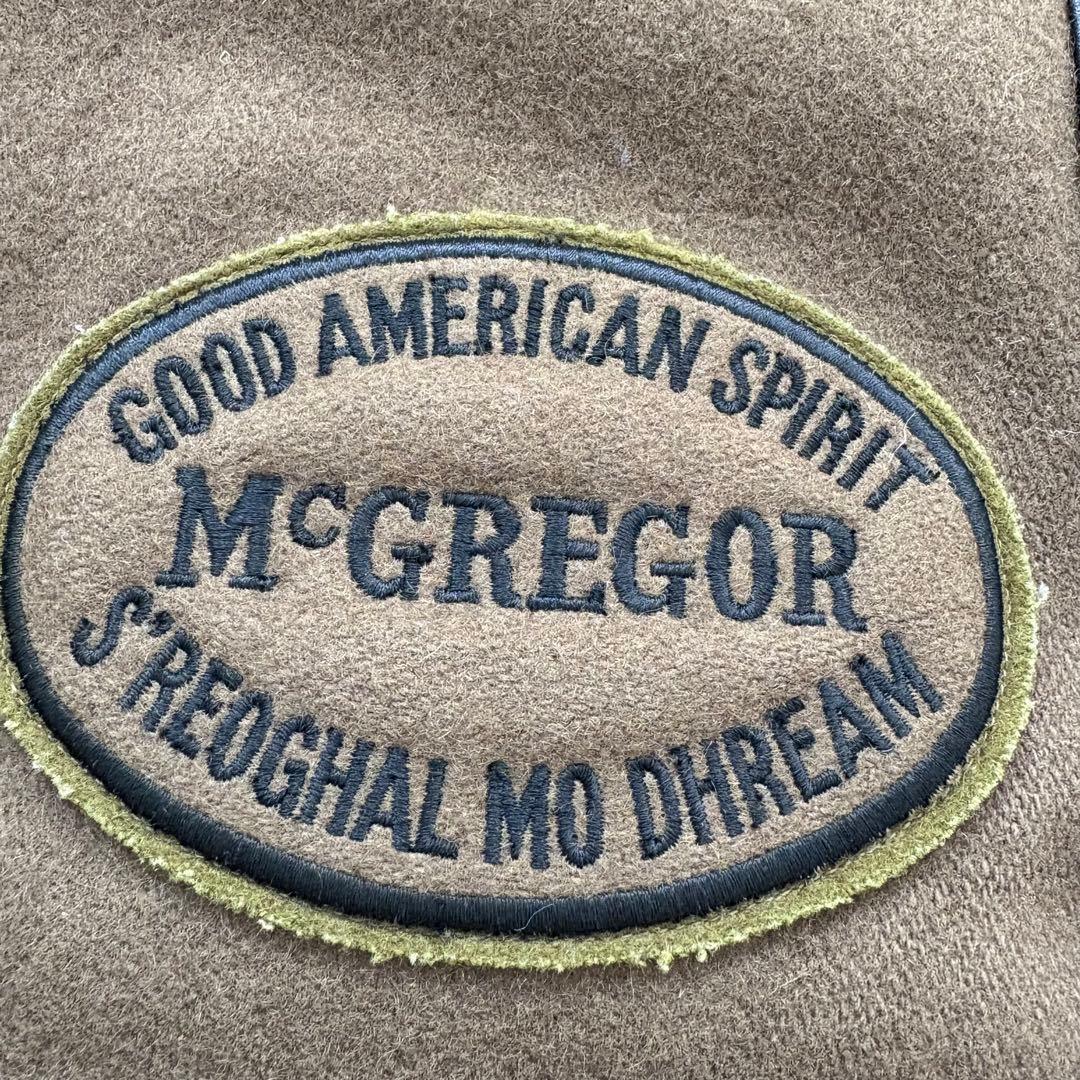 GOOD AMERICAN SPIRIT
McGREGOR
S"REOGHAL MO DHREAM